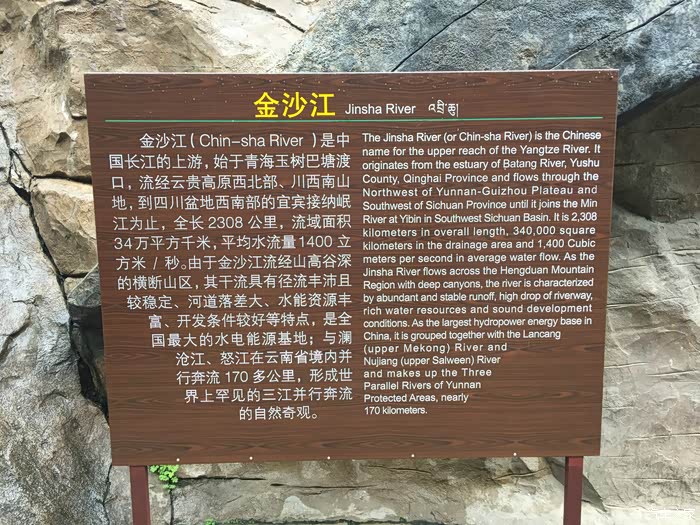 金沙江 Jinsha River འབྲི་ཆུ།
金沙江（Chin-sha River）是中
国长江的上游，始于青海玉树巴塘渡
口，流经云贵高原西北部、川西南山
地，到四川盆地西南部的宜宾接纳岷
江为止，全长2308公里，流域面积
34万平方千米，平均水流量1400立
方米/秒。由于金沙江流经山高谷深
的横断山区，其干流具有径流丰沛且
较稳定、河道落差大、水能资源丰
富、开发条件较好等特点，是全
国最大的水电能源基地；与澜
沧江、怒江在云南省境内并
行奔流170多公里，形成世
界上罕见的三江并行奔流
的自然奇观。
The Jinsha River (or Chin-sha River) is the Chinese
name for the upper reach of the Yangtze River. It
originates from the estuary of Batang River, Yushu
County, Qinghai Province and flows through the
Northwest of Yunnan-Guizhou Plateau and
Southwest of Sichuan Province until it joins the Min
River at Yibin in Southwest Sichuan Basin. It is 2,308
kilometers in overall length, 340,000 square
kilometers in the drainage area and 1,400 Cubic
meters per second in average water flow. As the
Jinsha River flows across the Hengduan Mountain
Region with deep canyons, the river is characterized
by abundant and stable runoff, high drop of riverway,
rich water resources and sound development
conditions. As the largest hydropower energy base in
China, it is grouped together with the Lancang
(upper Mekong) River and
Nujiang (upper Salween) River
and makes up the Three
Parallel Rivers of Yunnan
Protected Areas, nearly
170 kilometers.